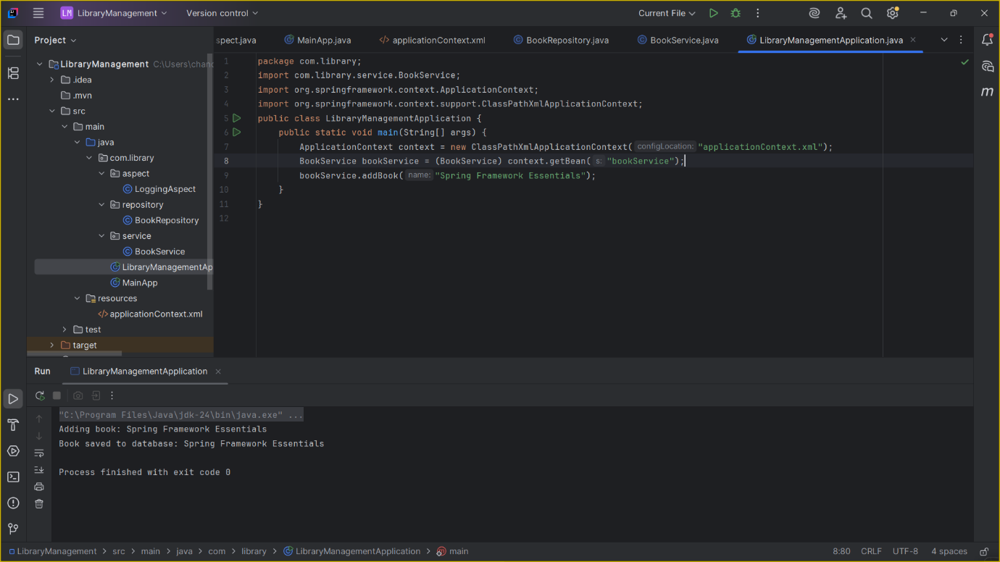 LM LibraryManagement Version control Current File
Project
spect.java MainApp.java applicationContext.xml BookRepository.java BookService.java LibraryManagementApplication.java
LibraryManagement C:\Users\chand
.idea
.mvn
src
main
java
com.library
aspect
LoggingAspect
repository
BookRepository
service
BookService
LibraryManagementAp
MainApp
resources
applicationContext.xml
test
target
1 package com.library;
2 import com.library.service.BookService;
3 import org.springframework.context.ApplicationContext;
4 import org.springframework.context.support.ClassPathXmlApplicationContext;
5 public class LibraryManagementApplication {
6 public static void main(String[] args) {
7 ApplicationContext context = new ClassPathXmlApplicationContext( configLocation: "applicationContext.xml");
8 BookService bookService = (BookService) context.getBean( s: "bookService");
9 bookService.addBook( name: "Spring Framework Essentials");
10 }
11 }
12
m
Run LibraryManagementApplication
"C:\Program Files\Java\jdk-24\bin\java.exe" ...
Adding book: Spring Framework Essentials
Book saved to database: Spring Framework Essentials
Process finished with exit code 0
LibraryManagement > src > main > java > com > library > LibraryManagementApplication > main 8:80 CRLF UTF-8 4 spaces